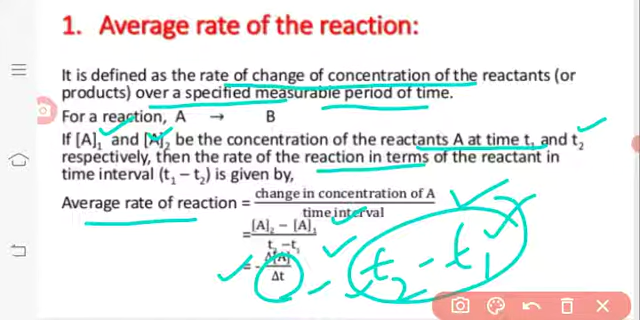 1. Average rate of the reaction:
It is defined as the rate of change of concentration of the reactants (or
products) over a specified measurable period of time.
For a reaction, A → B
If [A]₁ and [A]₂ be the concentration of the reactants A at time t₁ and t₂
respectively, then the rate of the reaction in terms of the reactant in
time interval (t₁ – t₂) is given by,
Average rate of reaction = change in concentration of A
time interval
= [A]₂ – [A]₁
t –t₁
= - Δ[A]
Δt
t₂ - t₁